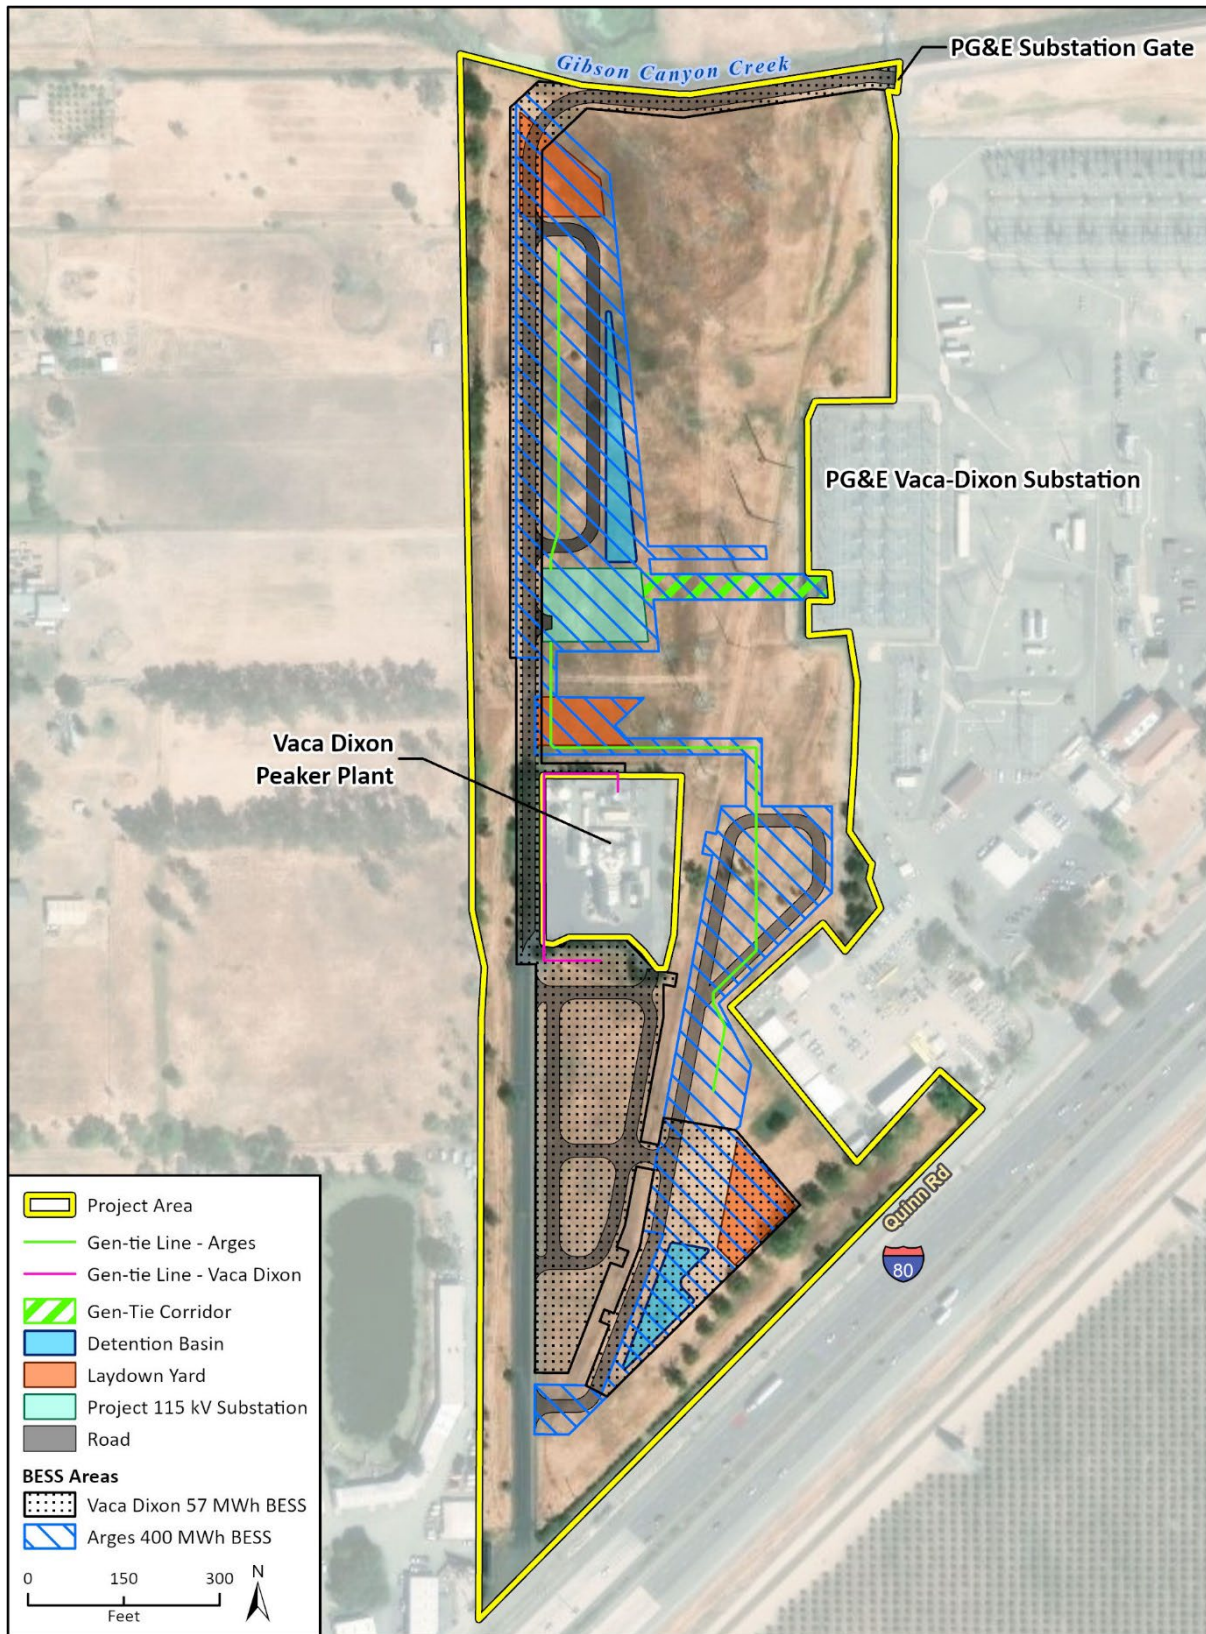 Gibson Canyon Creek
PG&E Substation Gate
PG&E Vaca-Dixon Substation
Vaca Dixon
Peaker Plant
Quinn Rd
80
Project Area
Gen-tie Line - Arges
Gen-tie Line - Vaca Dixon
Gen-Tie Corridor
Detention Basin
Laydown Yard
Project 115 kV Substation
Road
BESS Areas
Vaca Dixon 57 MWh BESS
Arges 400 MWh BESS
0 150 300
Feet
N